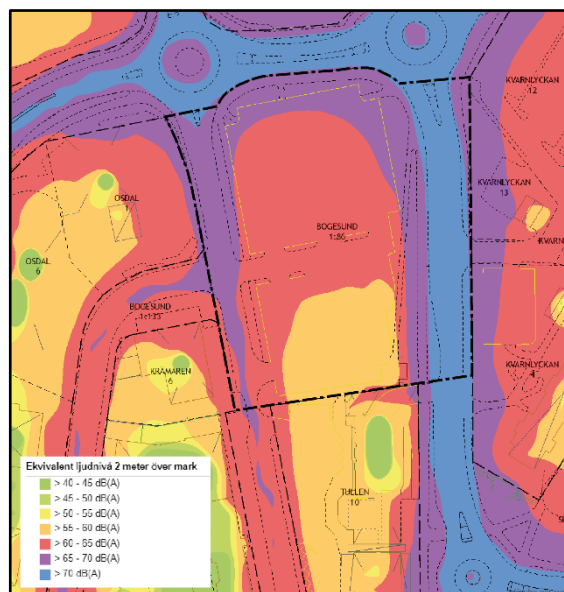 KVARNLYCKAN
12
KVARNLYCKAN
13
OSDAL
1
BOGESUND
1:86
OSDAL
6
BOGESUND
1:133
KRAMAREN
6
KVARNLYCKAN
4
TULLEN
10
Ekvivalent ljudnivå 2 meter över mark
> 40 - 45 dB(A)
> 45 - 50 dB(A)
> 50 - 55 dB(A)
> 55 - 60 dB(A)
> 60 - 65 dB(A)
> 65 - 70 dB(A)
> 70 dB(A)